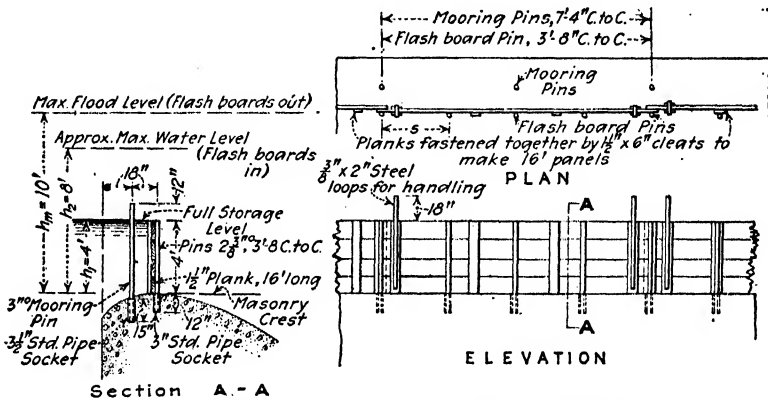 Mooring Pins, 7'-4" C. to C.
Flash board Pin, 3'-8" C. to C.
Mooring
Pins
Max. Flood Level (Flash boards out)
Approx. Max. Water Level
(Flash boards
in)
s
Flash board Pins
Planks fastened together by 1½" x 6" cleats to
make 16' panels
PLAN
⅜" x 2" Steel
loops for handling
18"
18"
12"
Full Storage
Level
Pins 2⅜"⌀, 3'-8 C. to C.
1½" Plank, 16' long
4'
hm=10'
h2=8'
h1=4'
3"⌀ Mooring
Pin
3½" Std. Pipe
Socket
15"
12"
3" Std. Pipe
Socket
Masonry
Crest
A
A
ELEVATION
Section A.-A